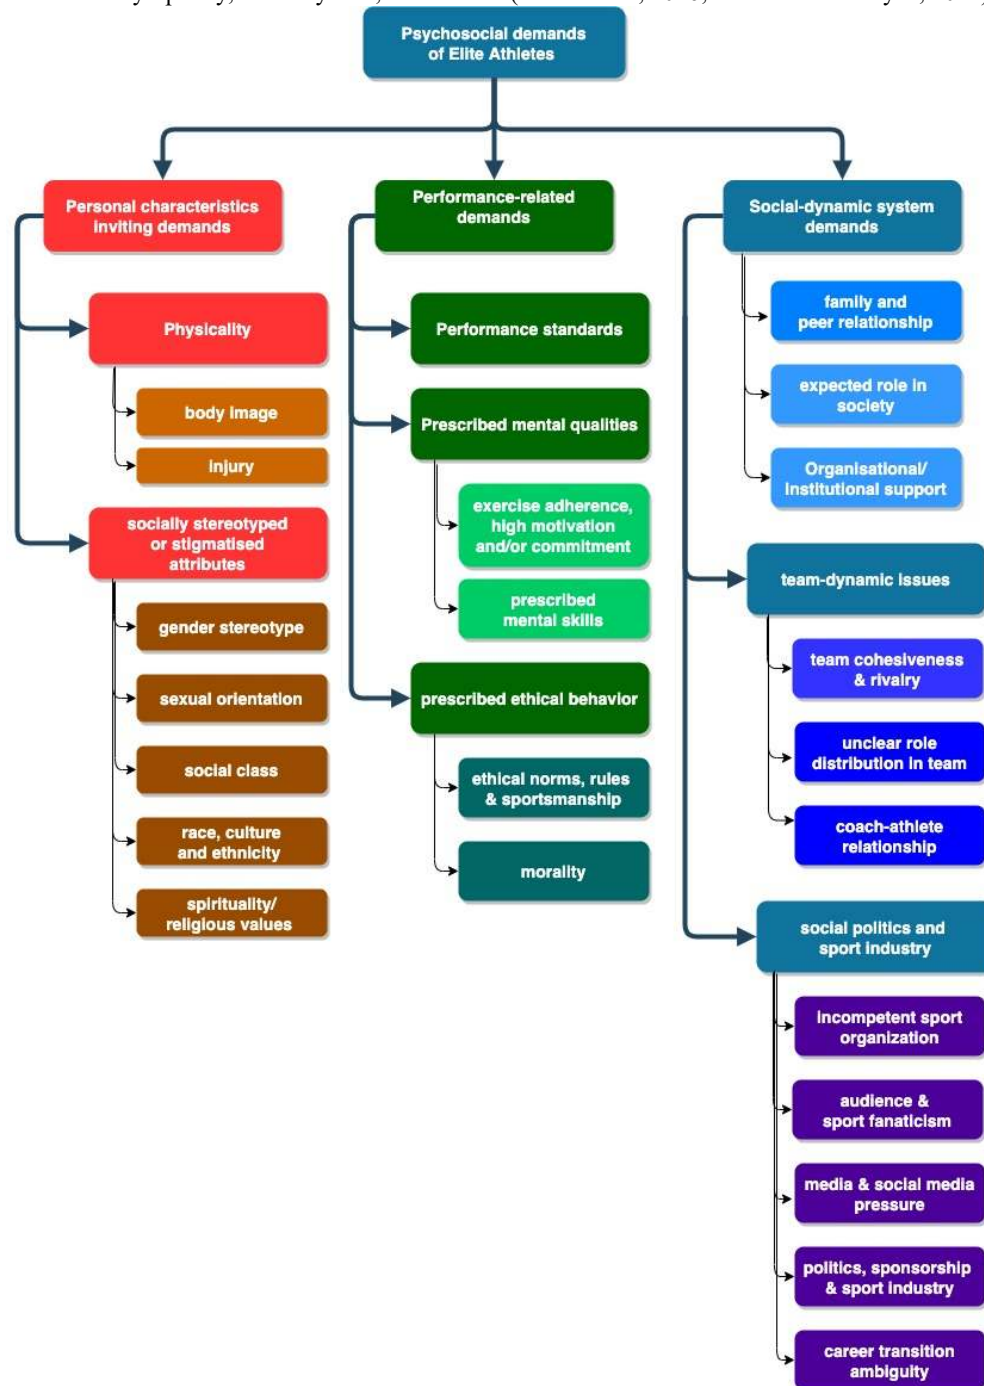 Psychosocial demands
of Elite Athletes
Personal characteristics
inviting demands
Physicality
body image
injury
socially stereotyped
or stigmatised
attributes
gender stereotype
sexual orientation
social class
race, culture
and ethnicity
spirituality/
religious values
Performance-related
demands
Performance standards
Prescribed mental qualities
exercise adherence,
high motivation
and/or commitment
prescribed
mental skills
prescribed ethical behavior
ethical norms, rules
& sportsmanship
morality
Social-dynamic system
demands
family and
peer relationship
expected role in
society
Organisational/
Institutional support
team-dynamic issues
team cohesiveness
& rivalry
unclear role
distribution in team
coach-athlete
relationship
social politics and
sport industry
Incompetent sport
organization
audience &
sport fanaticism
media & social media
pressure
politics, sponsorship
& sport industry
career transition
ambiguity